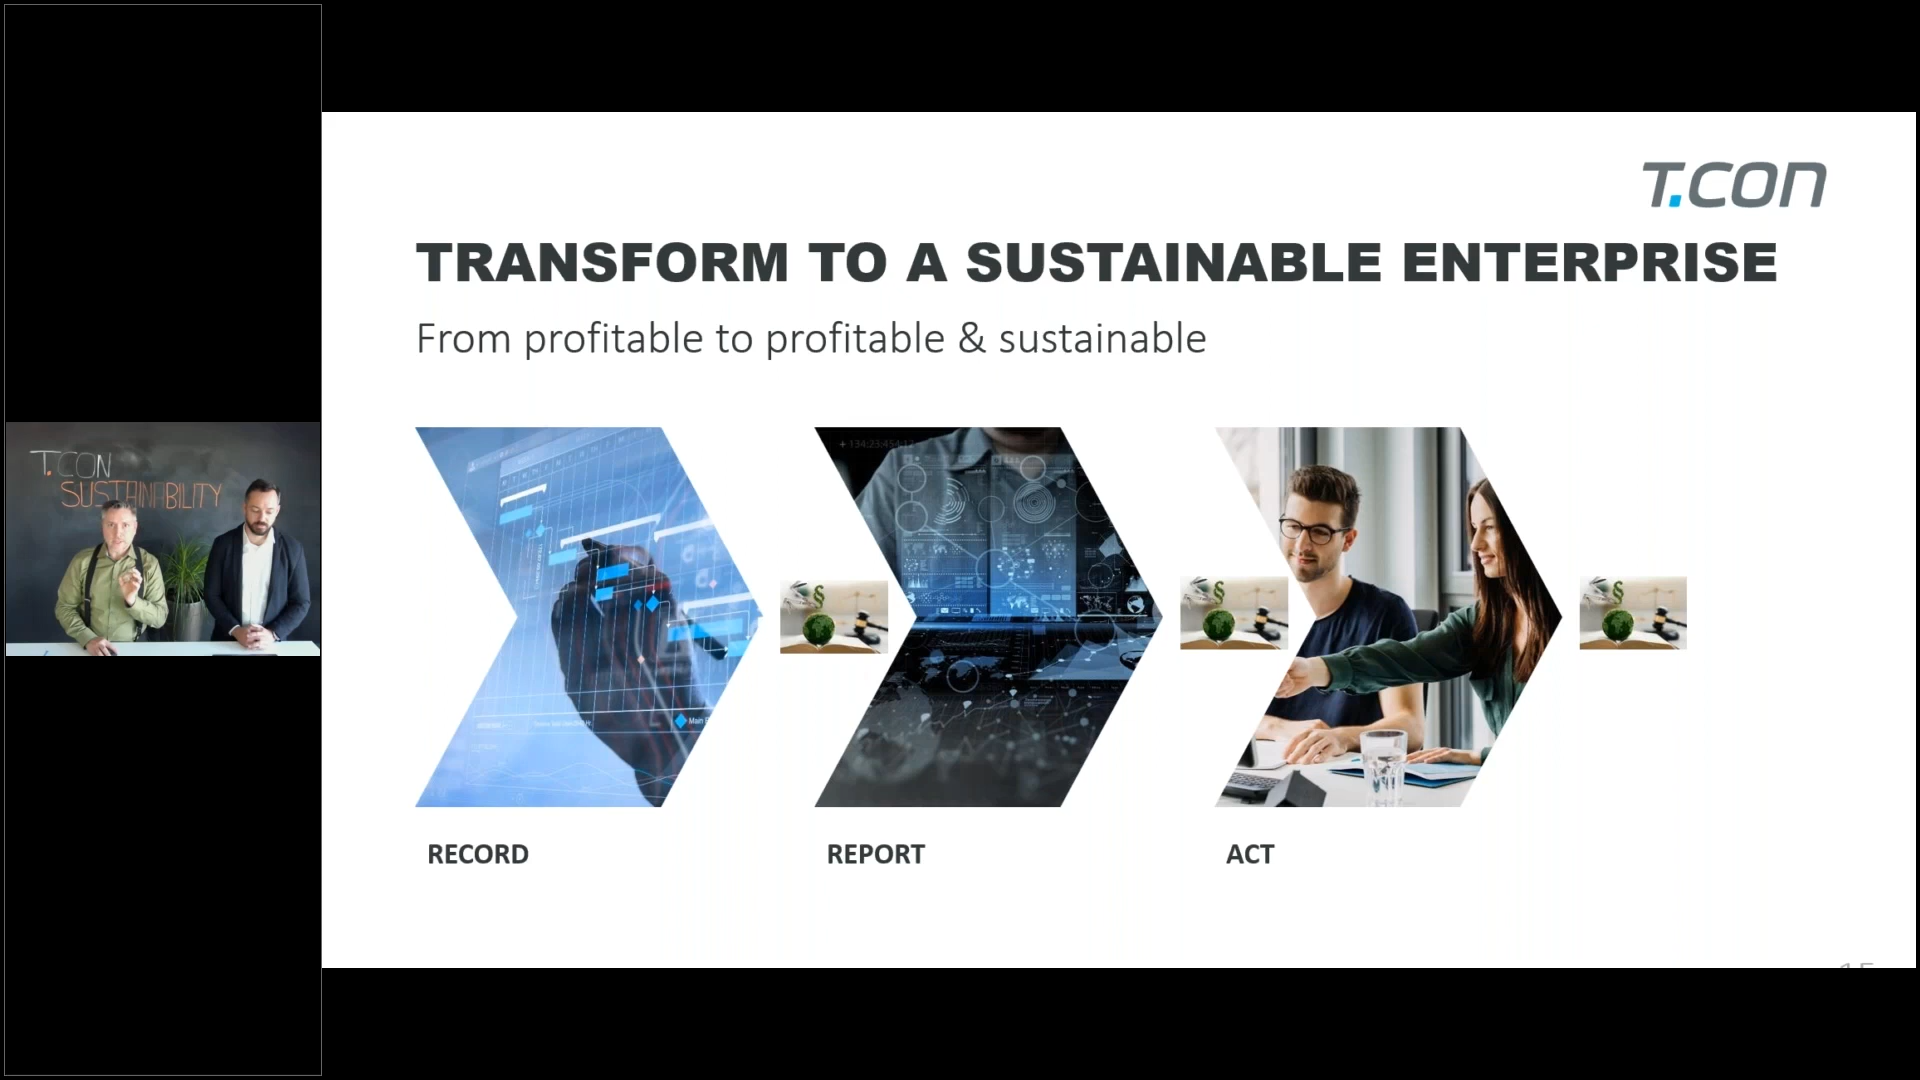 T.CON
SUSTAINABILITY
T.CON
TRANSFORM TO A SUSTAINABLE ENTERPRISE
From profitable to profitable & sustainable
RECORD
REPORT
ACT